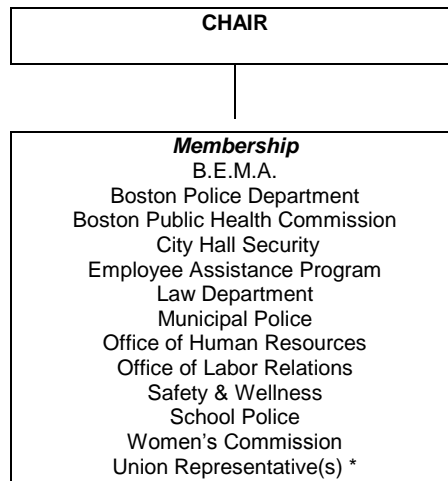 CHAIR
Membership
B.E.M.A.
Boston Police Department
Boston Public Health Commission
City Hall Security
Employee Assistance Program
Law Department
Municipal Police
Office of Human Resources
Office of Labor Relations
Safety & Wellness
School Police
Women's Commission
Union Representative(s) *